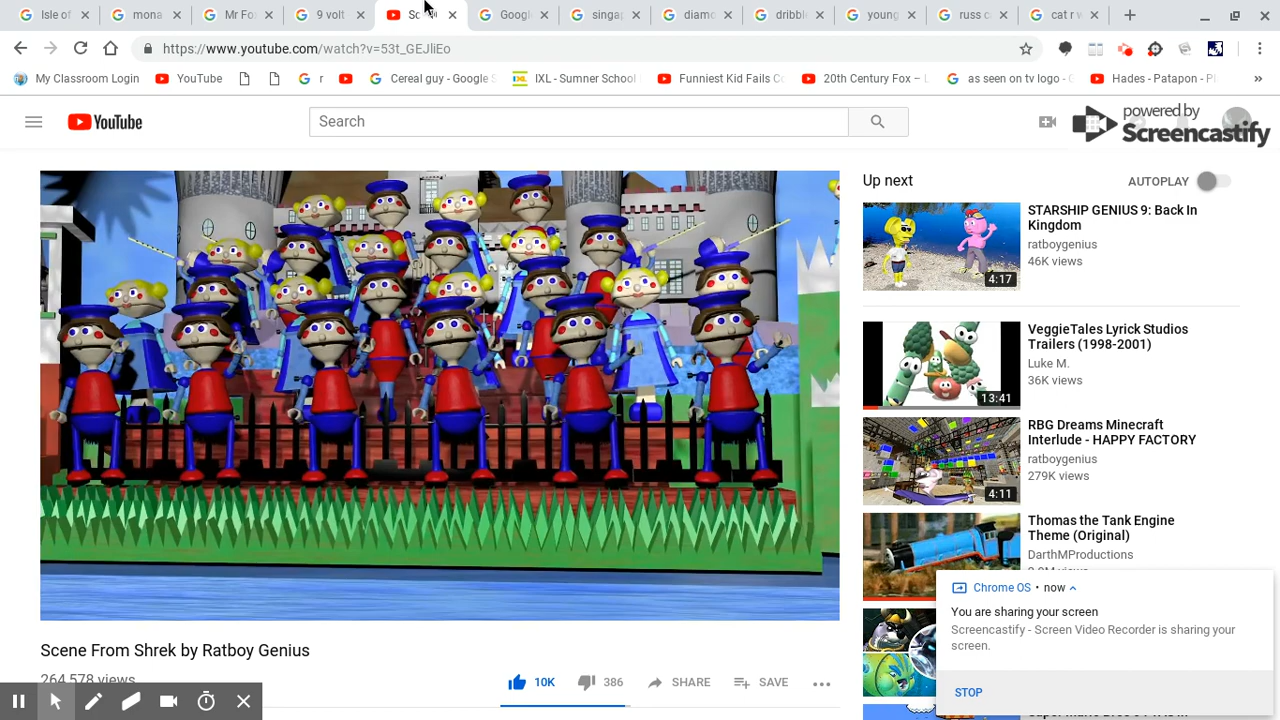 Isle of
mona
Mr Fo
9 volt
Sc
Googl
singap
diamo
dribbl
young
russ c
cat r w
https://www.youtube.com/watch?v=53t_GEJliEo
My Classroom Login
YouTube
r
Cereal guy - Google S
IXL - Sumner School
Funniest Kid Fails C
20th Century Fox – L
as seen on tv logo - G
Hades - Patapon - P
YouTube
Search
powered by
Screencastify
Up next
AUTOPLAY
STARSHIP GENIUS 9: Back In
Kingdom
ratboygenius
46K views
4:17
VeggieTales Lyrick Studios
Trailers (1998-2001)
Luke M.
36K views
13:41
RBG Dreams Minecraft
Interlude - HAPPY FACTORY
ratboygenius
279K views
4:11
Thomas the Tank Engine
Theme (Original)
DarthMProductions
Chrome OS • now
You are sharing your screen
Screencastify - Screen Video Recorder is sharing your
screen.
STOP
Scene From Shrek by Ratboy Genius
264,578 views
10K
386
SHARE
SAVE